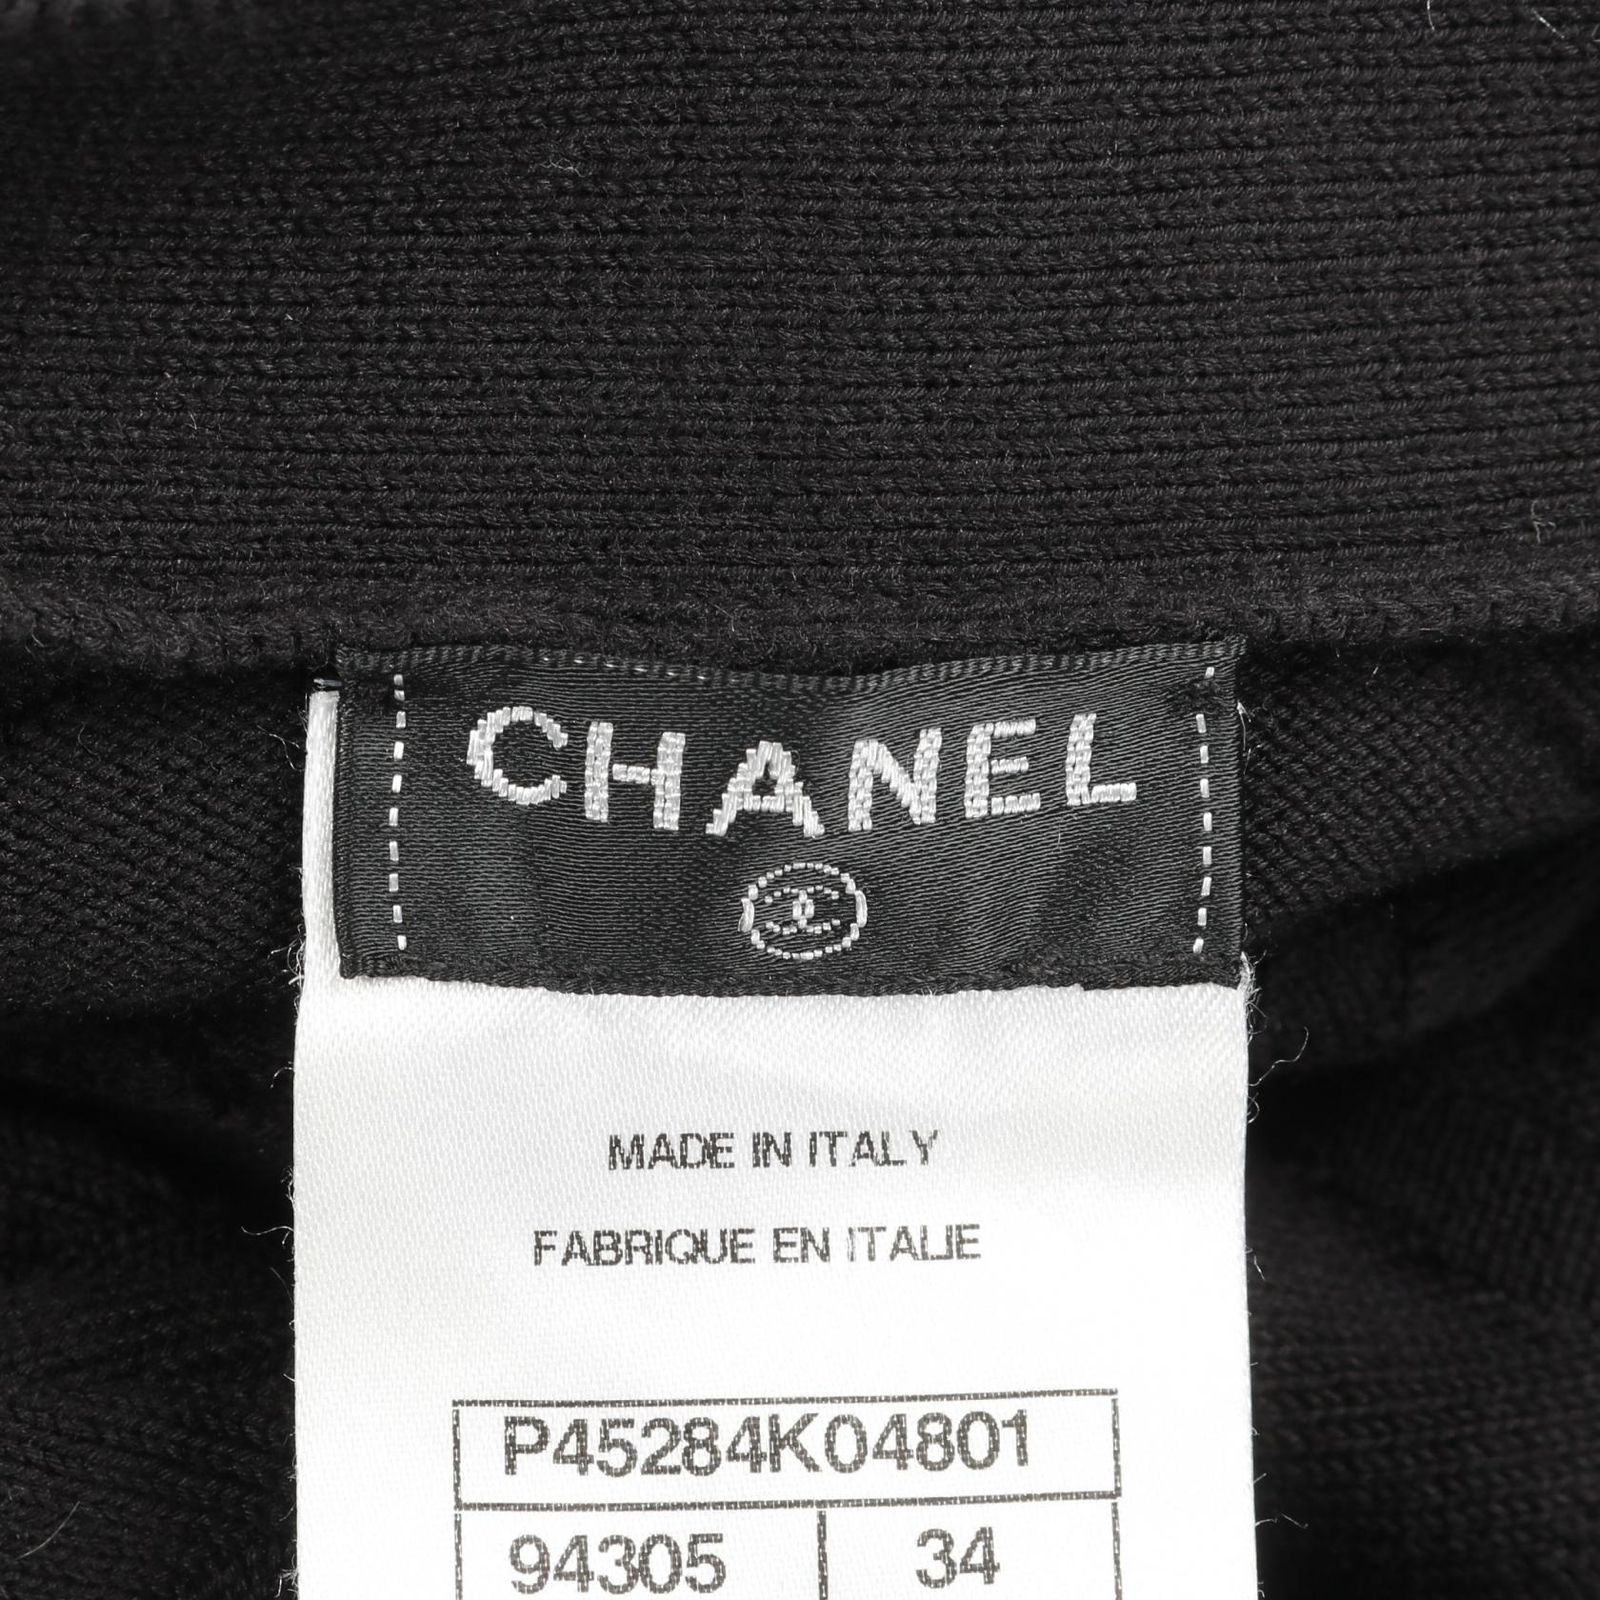 CHANEL
MADE IN ITALY
FABRIQUE EN ITALIE
P45284K04801
94305 34